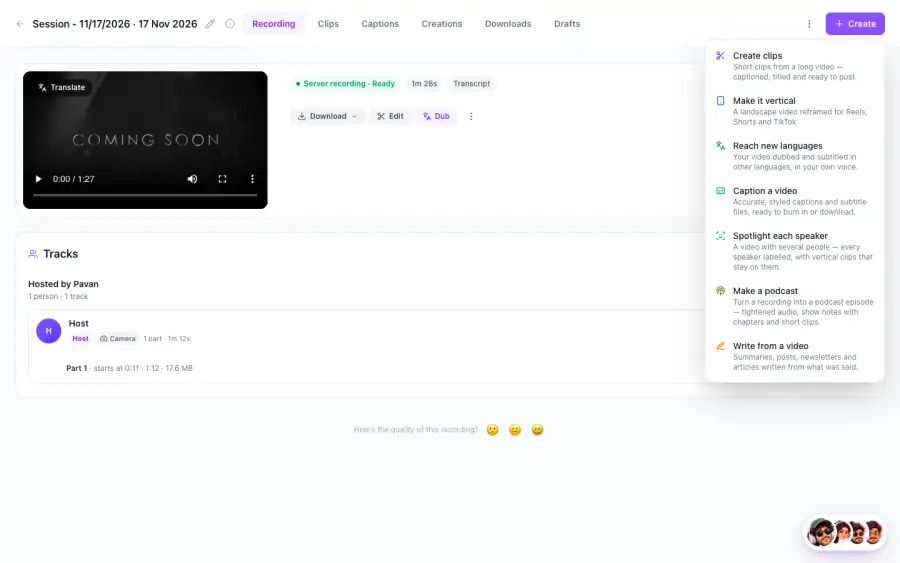 Session - 11/17/2026 · 17 Nov 2026
Recording
Clips
Captions
Creations
Downloads
Drafts
+ Create
Translate
COMING SOON
0:00 / 1:27
Server recording · Ready
1m 28s
Transcript
Download
Edit
Dub
Create clips
Short clips from a long video —
captioned, titled and ready to post.
Make it vertical
A landscape video reframed for Reels,
Shorts and TikTok
Reach new languages
Your video dubbed and subtitled in
other languages, in your own voice.
Caption a video
Accurate, styled captions and subtitle
files, ready to burn in or download.
Spotlight each speaker
A video with several people — every
speaker labelled, with vertical clips that
stay on them.
Make a podcast
Turn a recording into a podcast episode
— tightened audio, show notes with
chapters and short clips.
Write from a video
Summaries, posts, newsletters and
articles written from what was said.
Tracks
Hosted by Pavan
1 person · 1 track
H
Host
Host
Camera
1 part · 1m 12s
Part 1 · starts at 0:11 · 1:12 · 17.6 MB
How's the quality of this recording?